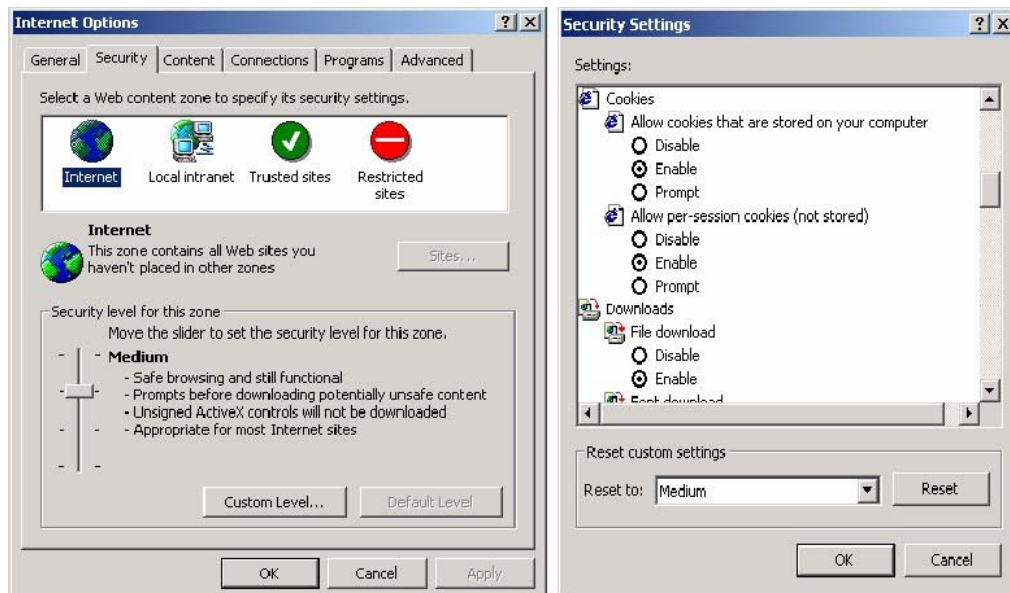 Internet Options
General Security Content Connections Programs Advanced
Select a Web content zone to specify its security settings.
Internet Local intranet Trusted sites Restricted
sites
Internet
This zone contains all Web sites you
haven't placed in other zones
Sites...
Security level for this zone
Move the slider to set the security level for this zone.
Medium
- Safe browsing and still functional
- Prompts before downloading potentially unsafe content
- Unsigned ActiveX controls will not be downloaded
- Appropriate for most Internet sites
Custom Level... Default Level
OK Cancel Apply
Security Settings
Settings:
Cookies
Allow cookies that are stored on your computer
Disable
Enable
Prompt
Allow per-session cookies (not stored)
Disable
Enable
Prompt
Downloads
File download
Disable
Enable
Font download
Reset custom settings
Reset to: Medium Reset
OK Cancel